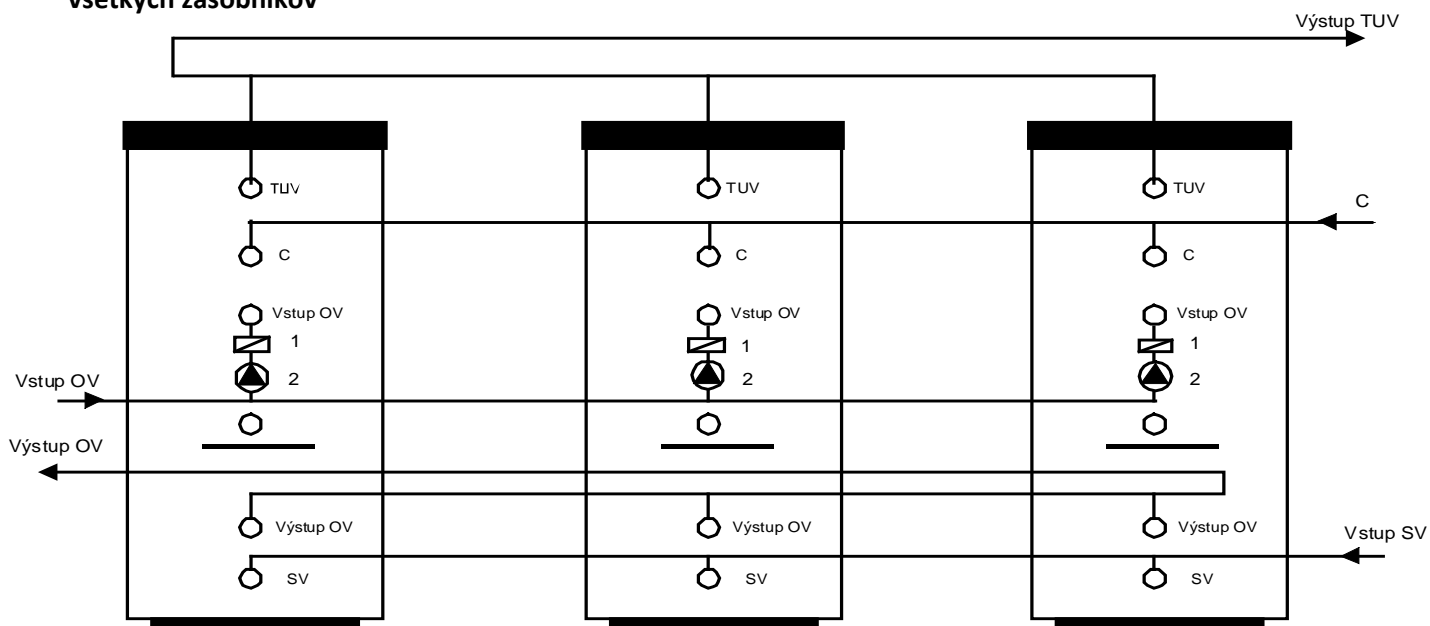 všetkých zásobníkov
Výstup TUV
TUV TUV TUV
C
C C C
Vstup OV Vstup OV Vstup OV
1 1 1
Vstup OV
2 2 2
Výstup OV
Výstup OV Výstup OV Výstup OV
Vstup SV
SV SV SV